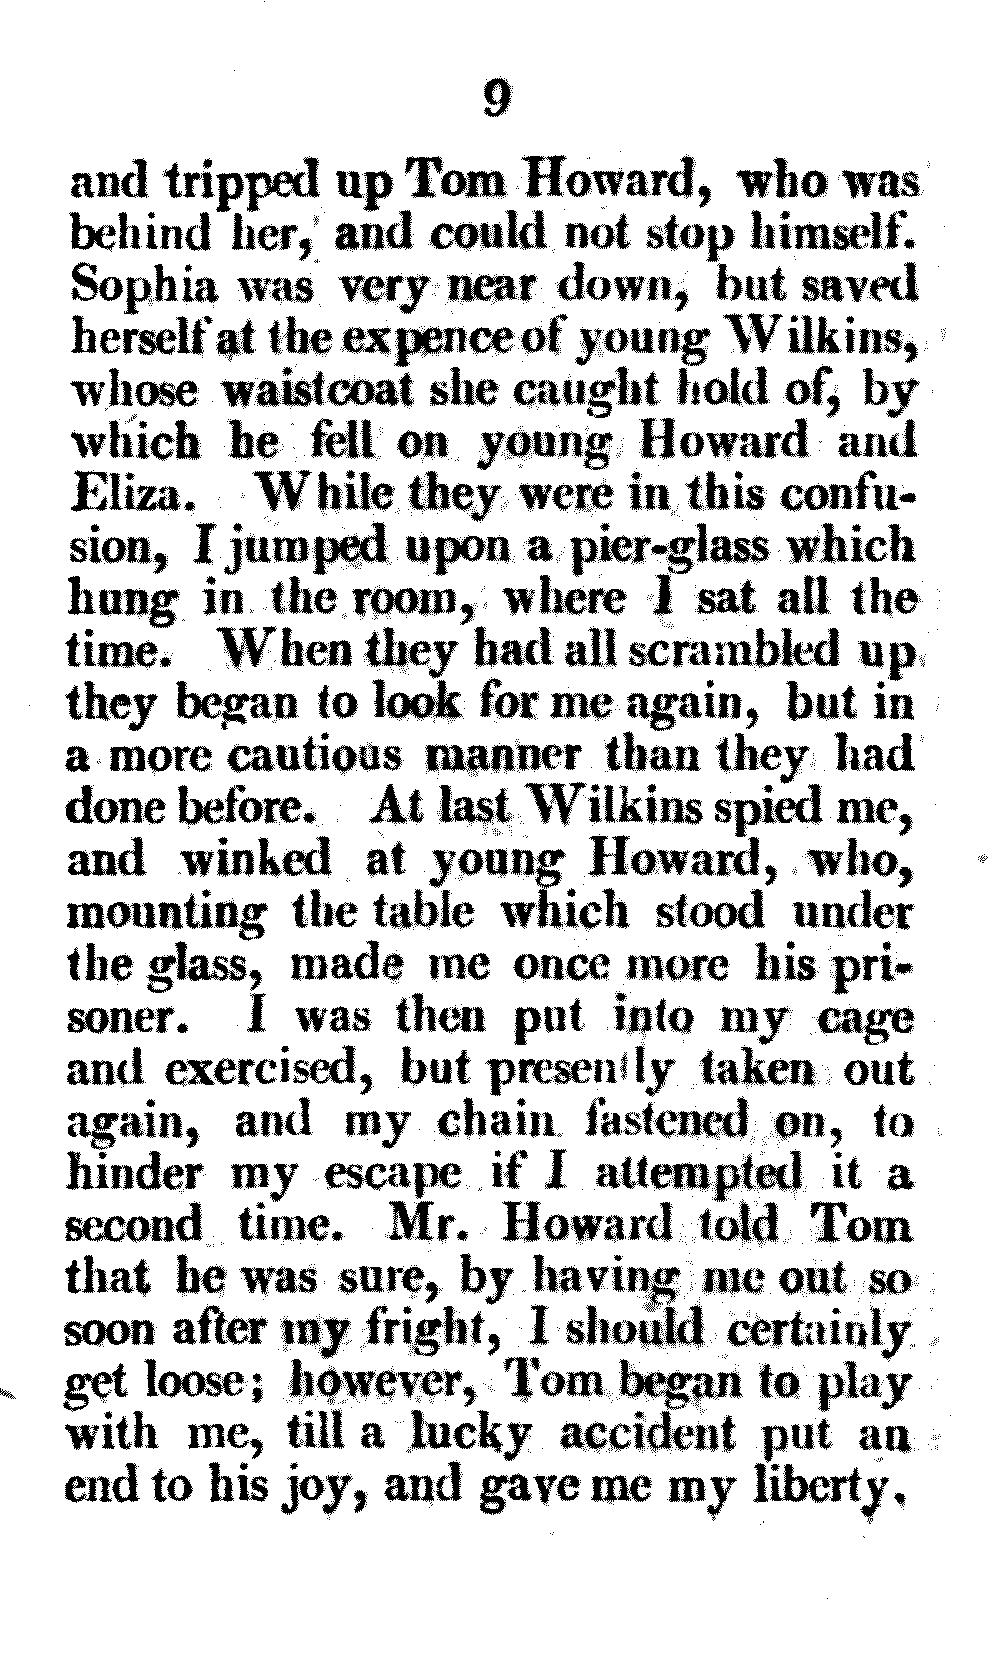 9
and tripped up Tom Howard, who was
behind her, and could not stop himself.
Sophia was very near down, but saved
herself at the expence of young Wilkins,
whose waistcoat she caught hold of, by
which he fell on young Howard and
Eliza. While they were in this confu-
sion, I jumped upon a pier-glass which
hung in the room, where I sat all the
time. When they had all scrambled up
they began to look for me again, but in
a more cautious manner than they had
done before. At last Wilkins spied me,
and winked at young Howard, who,
mounting the table which stood under
the glass, made me once more his pri-
soner. I was then put into my cage
and exercised, but presently taken out
again, and my chain fastened on, to
hinder my escape if I attempted it a
second time. Mr. Howard told Tom
that he was sure, by having me out so
soon after my fright, I should certainly
get loose; however, Tom began to play
with me, till a lucky accident put an
end to his joy, and gave me my liberty.